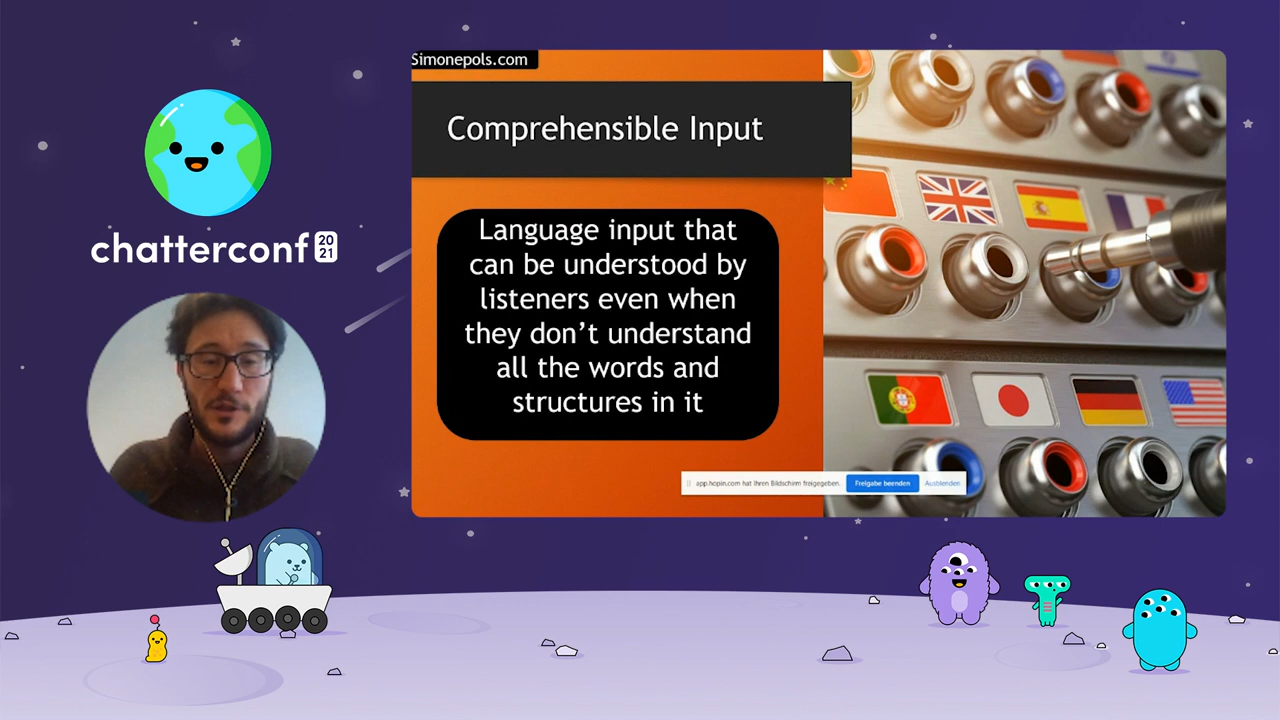 chatterconf 20
21
Simonepols.com
Comprehensible Input
Language input that
can be understood by
listeners even when
they don't understand
all the words and
structures in it
app.hopin.com hat Ihren Bildschirm freigegeben. Freigabe beenden Ausblenden